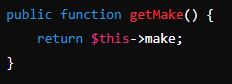 public function getMake() {
    return $this->make;
}